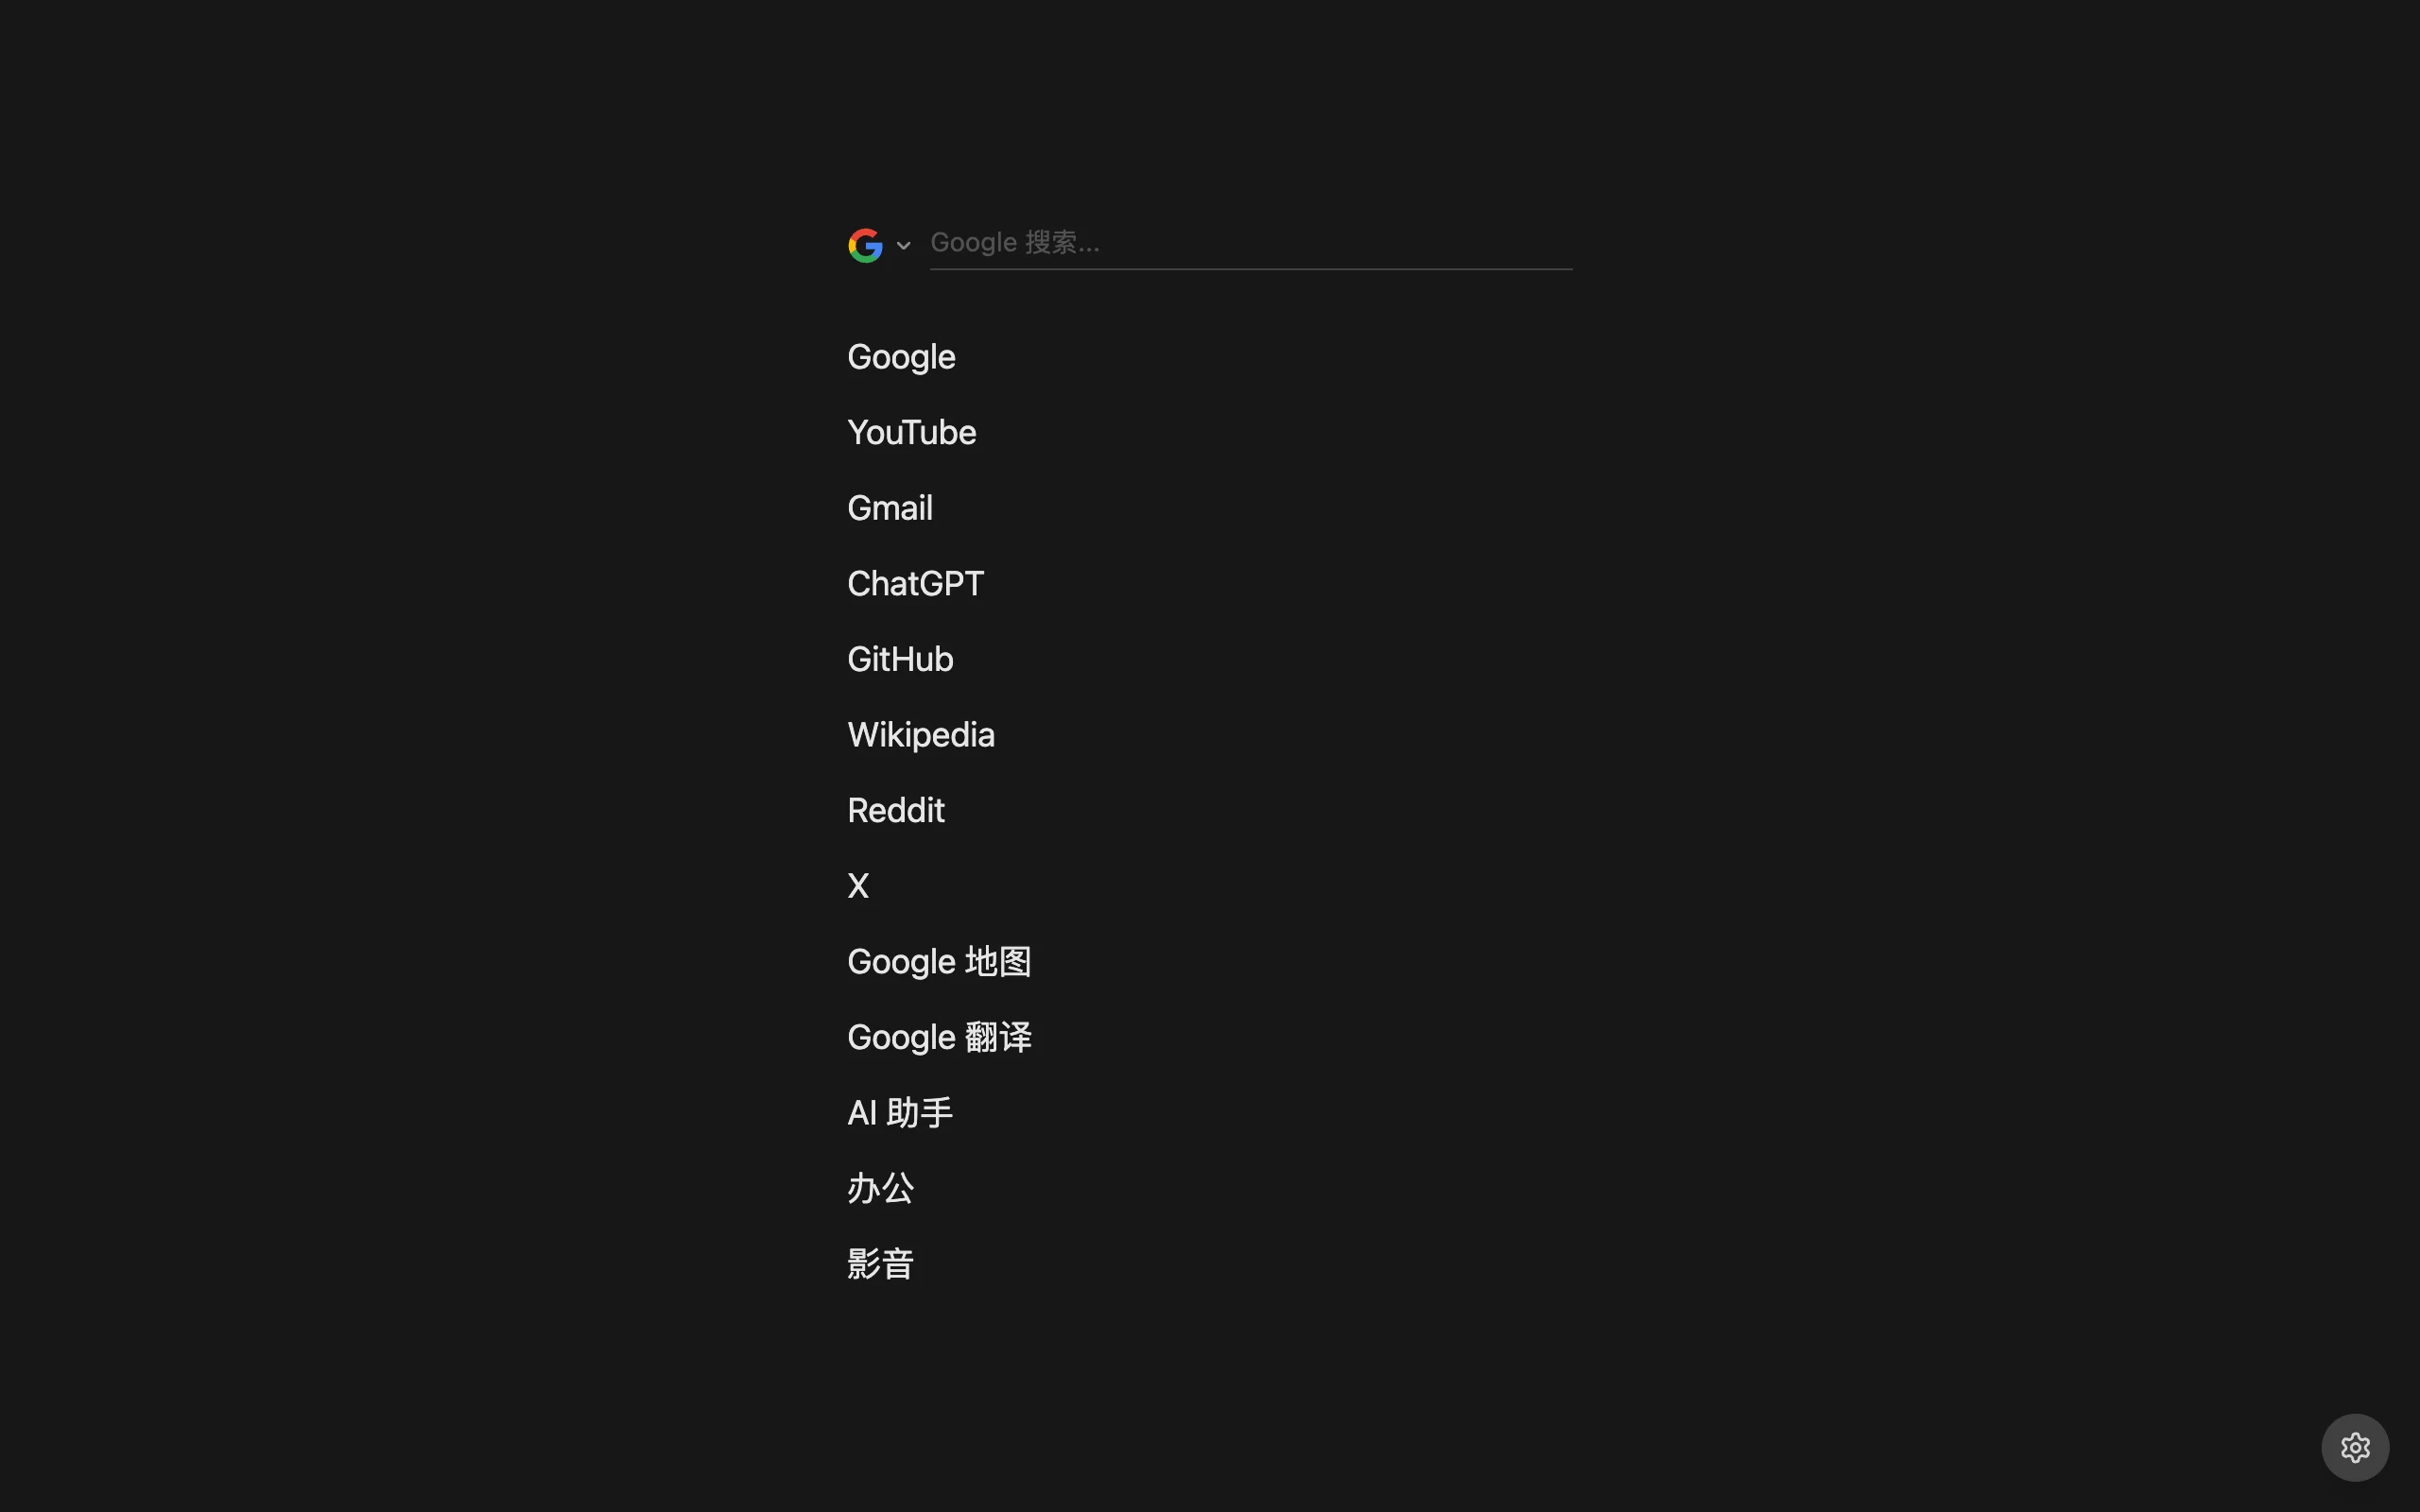 Google 搜索...
Google
YouTube
Gmail
ChatGPT
GitHub
Wikipedia
Reddit
X
Google 地图
Google 翻译
AI 助手
办公
影音